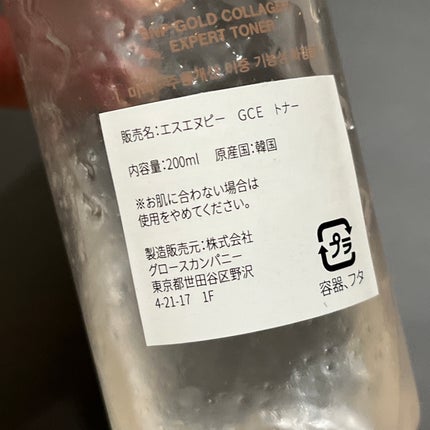 SNP GOLD COLLAGEN
EXPERT TONER
販売名:エスエヌピー GCE トナー
内容量:200ml 原産国:韓国
※お肌に合わない場合は
使用をやめてください。
製造販売元:株式会社
グロースカンパニー
東京都世田谷区野沢
4-21-17 1F
プラ
容器、フタ